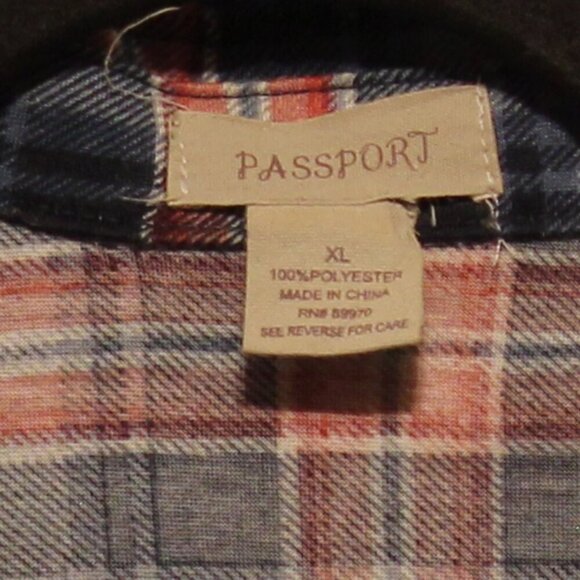 PASSPORT
XL
100%POLYESTER
MADE IN CHINA
RN# 89970
SEE REVERSE FOR CARE